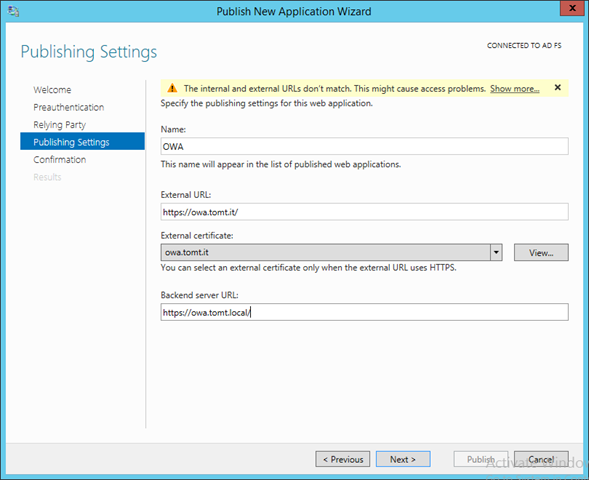 Publish New Application Wizard
x
Publishing Settings
CONNECTED TO AD FS
Welcome
Preauthentication
Relying Party
Publishing Settings
Confirmation
Results
The internal and external URLs don't match. This might cause access problems. Show more... x
Specify the publishing settings for this web application.
Name:
OWA
This name will appear in the list of published web applications.
External URL:
https://owa.tomt.it/
External certificate:
owa.tomt.it
View...
You can select an external certificate only when the external URL uses HTTPS.
Backend server URL:
https://owa.tomt.local/
< Previous
Next >
Publish
Cancel
Activate Window